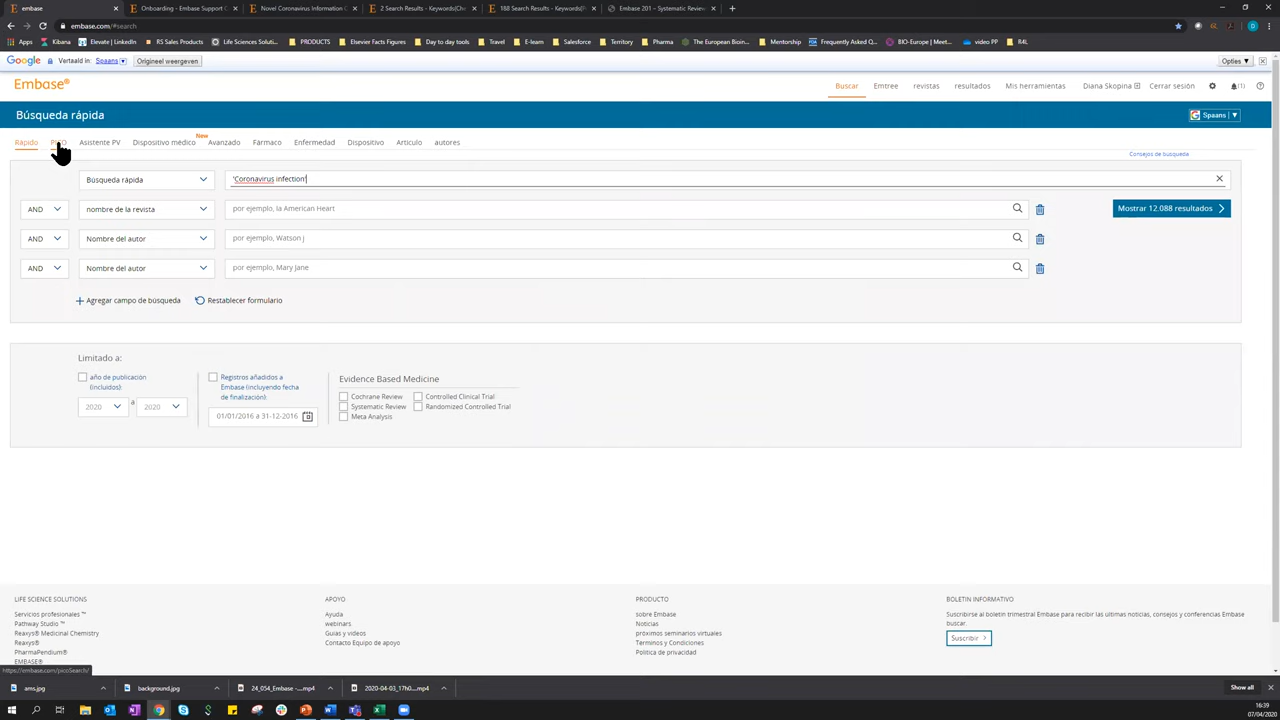 embase
Onboarding - Embase Support C
Novel Coronavirus Information C
2 Search Results - Keywords(Che
188 Search Results - Keywords(H
Embase 201 – Systematic Review
embase.com/#search
Apps
Kibana
Elevate | LinkedIn
RS Sales Products
Life Sciences Soluti...
PRODUCTS
Elsevier Facts Figures
Day to day tools
Travel
E-learn
Salesforce
Territory
Pharma
The European Bioin...
Mentorship
Frequently Asked Q...
BIO-Europe | Meet...
video PP
R4L
Google
Vertaald in:
Spaans
Origineel weergeven
Opties ▼
Embase®
Buscar
Emtree
revistas
resultados
Mis herramientas
Diana Skopina
Cerrar sesión
(1)
Búsqueda rápida
Spaans
Rápido
Asistente PV
Dispositivo médico
New
Avanzado
Fármaco
Enfermedad
Dispositivo
Artículo
autores
Consejos de busqueda
Búsqueda rápida
'Coronavirus infection'
AND
nombre de la revista
por ejemplo, la American Heart
Mostrar 12.088 resultados
AND
Nombre del autor
por ejemplo, Watson J
AND
Nombre del autor
por ejemplo, Mary Jane
Agregar campo de búsqueda
Restablecer formulario
Limitado a:
año de publicación
(incluidos)
2020
a
2020
Registros añadidos a
Embase (incluyendo fecha
de finalización):
01/01/2016 a 31-12-2016
Evidence Based Medicine
Cochrane Review
Controlled Clinical Trial
Systematic Review
Randomized Controlled Trial
Meta Analysis
LIFE SCIENCE SOLUTIONS
Servicios profesionales ™
Pathway Studio ™
Reaxys® Medicinal Chemistry
Reaxys®
PharmaPendium®
EMBASE®
APOYO
Ayuda
webinars
Guías y videos
Contacto Equipo de apoyo
PRODUCTO
sobre Embase
Noticias
próximos seminarios virtuales
Términos y Condiciones
Política de privacidad
BOLETIN INFORMATIVO
Suscribirse al boletín trimestral Embase para recibir las últimas noticias, consejos y conferencias Embase
buscar.
Suscribir
https://embase.com/picoSearch/
ams.jpg
background.jpg
24_054_Embase -....mp4
2020-04-03_17h0....mp4
Show all
16:39
07/04/2020